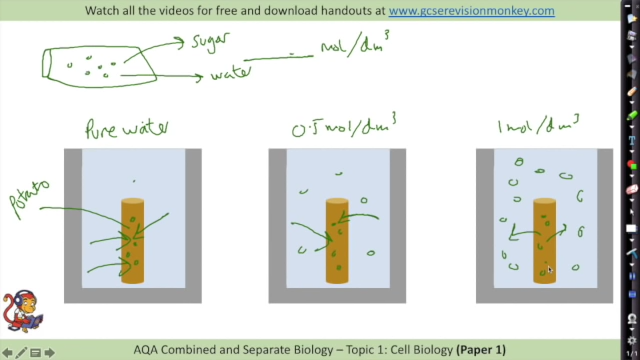 Watch all the videos for free and download handouts at www.gcserevisionmonkey.com
sugar
water
mol/dm³
Pure water
0.5 mol/dm³
1 mol/dm³
Potato
AQA Combined and Separate Biology – Topic 1: Cell Biology (Paper 1)